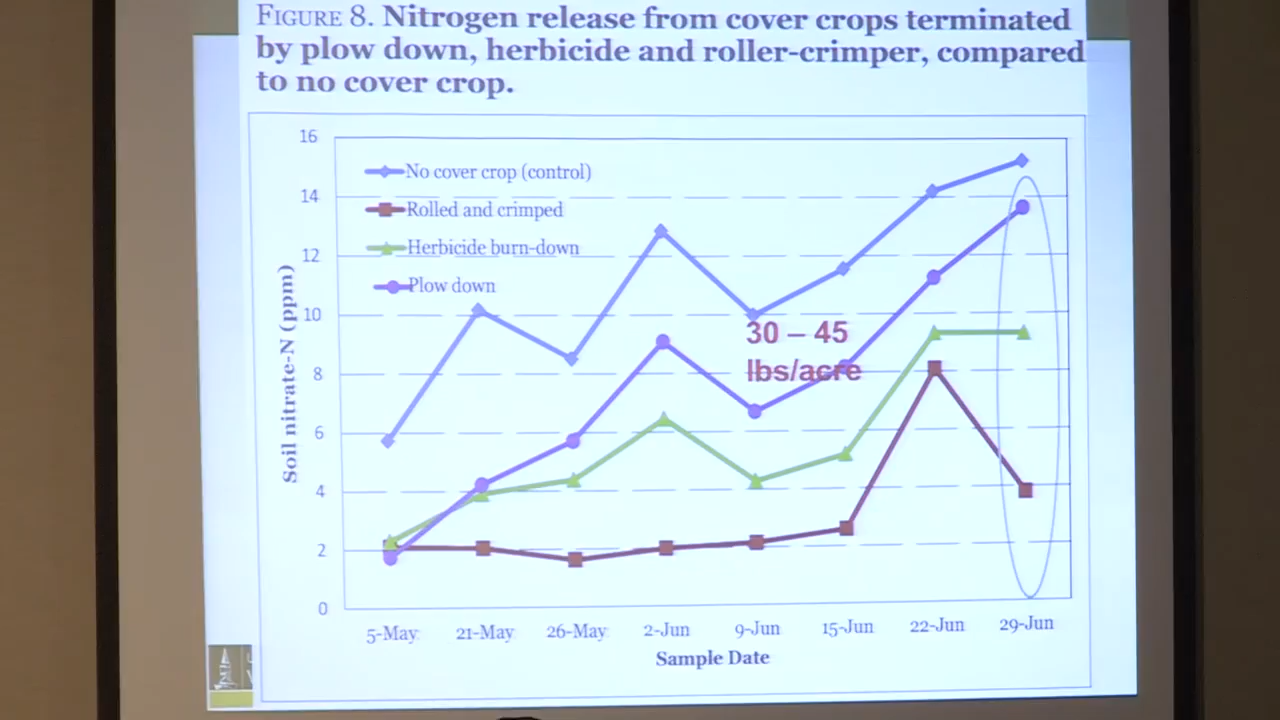 FIGURE 8. Nitrogen release from cover crops terminated
by plow down, herbicide and roller-crimper, compared
to no cover crop.
16
14
12
10
8
6
4
2
0
Soil nitrate-N (ppm)
No cover crop (control)
Rolled and crimped
Herbicide burn-down
Plow down
30 – 45
lbs/acre
5-May 21-May 26-May 2-Jun 9-Jun 15-Jun 22-Jun 29-Jun
Sample Date